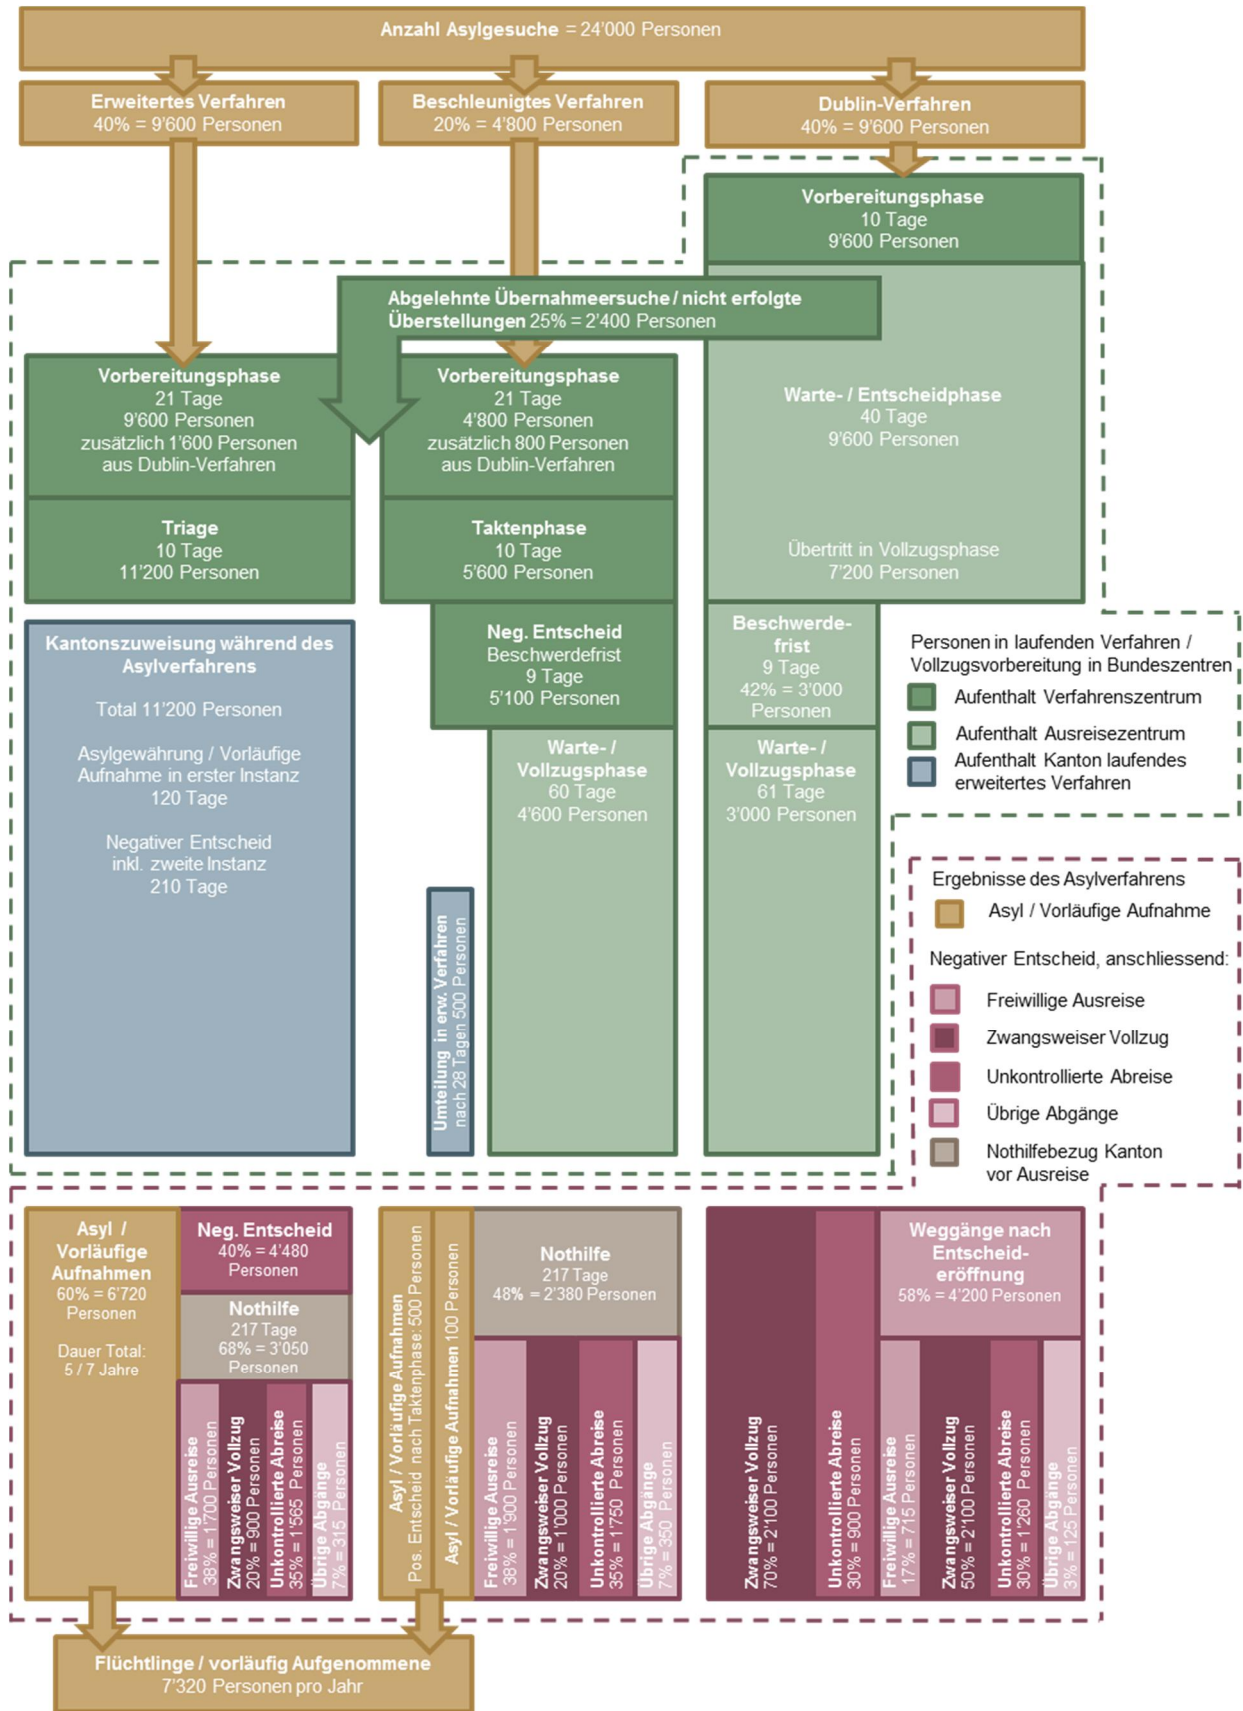 Anzahl Asylgesuche = 24'000 Personen
Erweitertes Verfahren
40% = 9'600 Personen
Beschleunigtes Verfahren
20% = 4'800 Personen
Dublin-Verfahren
40% = 9'600 Personen
Vorbereitungsphase
10 Tage
9'600 Personen
Abgelehnte Übernahmeersuche / nicht erfolgte
Überstellungen 25% = 2'400 Personen
Vorbereitungsphase
21 Tage
9'600 Personen
zusätzlich 1'600 Personen
aus Dublin-Verfahren
Vorbereitungsphase
21 Tage
4'800 Personen
zusätzlich 800 Personen
aus Dublin-Verfahren
Warte- / Entscheidphase
40 Tage
9'600 Personen
Übertritt in Vollzugsphase
7'200 Personen
Triage
10 Tage
11'200 Personen
Taktenphase
10 Tage
5'600 Personen
Kantonszuweisung während des
Asylverfahrens
Total 11'200 Personen
Asylgewährung / Vorläufige
Aufnahme in erster Instanz
120 Tage
Negativer Entscheid
inkl. zweite Instanz
210 Tage
Neg. Entscheid
Beschwerdefrist
9 Tage
5'100 Personen
Beschwerde-
frist
9 Tage
42% = 3'000
Personen
Warte- /
Vollzugsphase
60 Tage
4'600 Personen
Warte- /
Vollzugsphase
61 Tage
3'000 Personen
Umteilung in erw. Verfahren
nach 28 Tagen 500 Personen
Personen in laufenden Verfahren /
Vollzugsvorbereitung in Bundeszentren
Aufenthalt Verfahrenszentrum
Aufenthalt Ausreisezentrum
Aufenthalt Kanton laufendes
erweitertes Verfahren
Ergebnisse des Asylverfahrens
Asyl / Vorläufige Aufnahme
Negativer Entscheid, anschliessend:
Freiwillige Ausreise
Zwangsweiser Vollzug
Unkontrollierte Abreise
Übrige Abgänge
Nothilfebezug Kanton
vor Ausreise
Asyl /
Vorläufige
Aufnahmen
60% = 6'720
Personen
Dauer Total:
5 / 7 Jahre
Neg. Entscheid
40% = 4'480
Personen
Nothilfe
217 Tage
68% = 3'050
Personen
Freiwillige Ausreise
38% = 1'700 Personen
Zwangsweiser Vollzug
20% = 900 Personen
Unkontrollierte Abreise
35% = 1'565 Personen
Übrige Abgänge
7% = 315 Personen
Asyl / Vorläufige Aufnahmen
Pos. Entscheid nach Taktenphase: 500 Personen
Asyl / Vorläufige Aufnahmen 100 Personen
Nothilfe
217 Tage
48% = 2'380 Personen
Freiwillige Ausreise
38% = 1'900 Personen
Zwangsweiser Vollzug
20% = 1'000 Personen
Unkontrollierte Abreise
35% = 1'750 Personen
Übrige Abgänge
7% = 350 Personen
Zwangsweiser Vollzug
70% = 2'100 Personen
Unkontrollierte Abreise
30% = 900 Personen
Weggänge nach
Entscheid-
eröffnung
58% = 4'200 Personen
Freiwillige Ausreise
17% = 715 Personen
Zwangsweiser Vollzug
50% = 2'100 Personen
Unkontrollierte Abreise
30% = 1'260 Personen
Übrige Abgänge
3% = 125 Personen
Flüchtlinge / vorläufig Aufgenommene
7'320 Personen pro Jahr